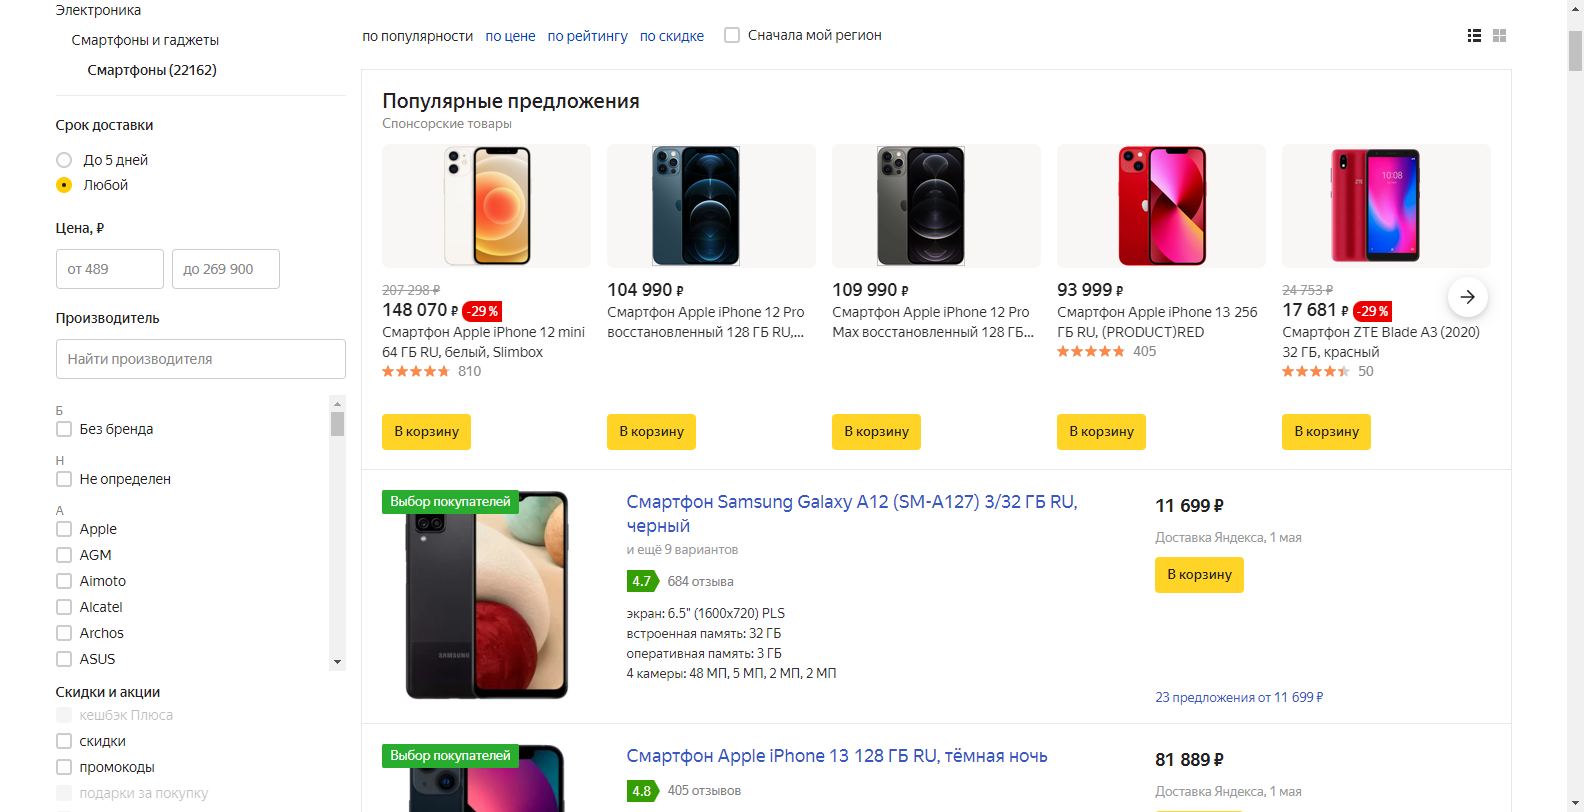 Электроника
Смартфоны и гаджеты
Смартфоны (22162)
Срок доставки
До 5 дней
Любой
Цена, ₽
от 489
до 269 900
Производитель
Найти производителя
Б
Без бренда
Н
Не определен
A
Apple
AGM
Aimoto
Alcatel
Archos
ASUS
Скидки и акции
кешбэк Плюса
скидки
промокоды
подарки за покупку
по популярности
по цене
по рейтингу
по скидке
Сначала мой регион
Популярные предложения
Спонсорские товары
207 298 ₽
148 070 ₽ -29 %
Смартфон Apple iPhone 12 mini
64 ГБ RU, белый, Slimbox
810
В корзину
104 990 ₽
Смартфон Apple iPhone 12 Pro
восстановленный 128 ГБ RU,...
В корзину
109 990 ₽
Смартфон Apple iPhone 12 Pro
Max восстановленный 128 ГБ...
В корзину
93 999 ₽
Смартфон Apple iPhone 13 256
ГБ RU, (PRODUCT)RED
405
В корзину
10:08
24 753 ₽
17 681 ₽ -29 %
Смартфон ZTE Blade A3 (2020)
32 ГБ, красный
50
В корзину
Выбор покупателей
SAMSUNG
Смартфон Samsung Galaxy A12 (SM-A127) 3/32 ГБ RU,
черный
и ещё 9 вариантов
4.7
684 отзыва
экран: 6.5" (1600x720) PLS
встроенная память: 32 ГБ
оперативная память: 3 ГБ
4 камеры: 48 МП, 5 МП, 2 МП, 2 МП
11 699 ₽
Доставка Яндекса, 1 мая
В корзину
23 предложения от 11 699 ₽
Выбор покупателей
Смартфон Apple iPhone 13 128 ГБ RU, тёмная ночь
4.8
405 отзывов
81 889 ₽
Доставка Яндекса, 1 мая